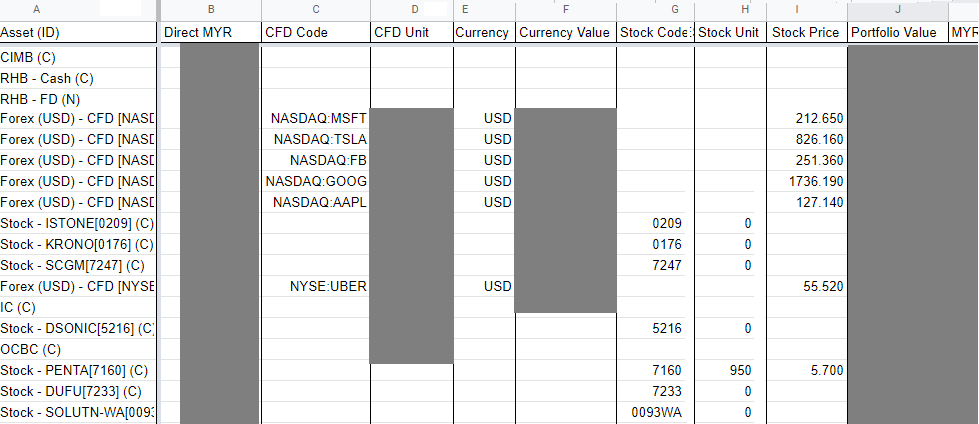 A B C D E F G H I J
Asset (ID) Direct MYR CFD Code CFD Unit Currency Currency Value Stock Code Stock Unit Stock Price Portfolio Value MYR
CIMB (C)
RHB - Cash (C)
RHB - FD (N)
Forex (USD) - CFD [NASD NASDAQ:MSFT USD 212.650
Forex (USD) - CFD [NASD NASDAQ:TSLA USD 826.160
Forex (USD) - CFD [NASD NASDAQ:FB USD 251.360
Forex (USD) - CFD [NASD NASDAQ:GOOG USD 1736.190
Forex (USD) - CFD [NASD NASDAQ:AAPL USD 127.140
Stock - ISTONE[0209] (C) 0209 0
Stock - KRONO[0176] (C) 0176 0
Stock - SCGM[7247] (C) 7247 0
Forex (USD) - CFD [NYSE NYSE:UBER USD 55.520
IC (C)
Stock - DSONIC[5216] (C) 5216 0
OCBC (C)
Stock - PENTA[7160] (C) 7160 950 5.700
Stock - DUFU[7233] (C) 7233 0
Stock - SOLUTN-WA[0093 0093WA 0